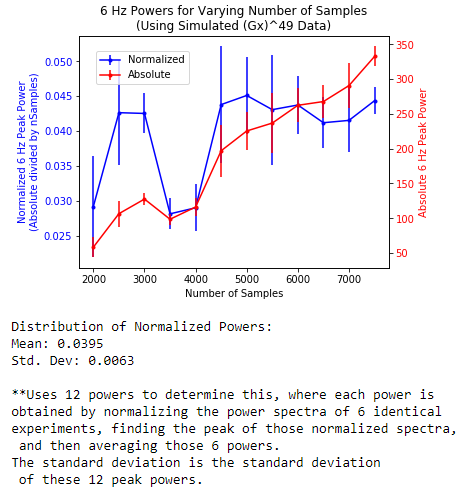 6 Hz Powers for Varying Number of Samples
(Using Simulated (Gx)^49 Data)
Normalized
Absolute
Normalized 6 Hz Peak Power
(Absolute divided by nSamples)
0.050
0.045
0.040
0.035
0.030
0.025
350
300
250
200
150
100
50
Absolute 6 Hz Peak Power
2000 3000 4000 5000 6000 7000
Number of Samples
Distribution of Normalized Powers:
Mean: 0.0395
Std. Dev: 0.0063
**Uses 12 powers to determine this, where each power is
obtained by normalizing the power spectra of 6 identical
experiments, finding the peak of those normalized spectra,
and then averaging those 6 powers.
The standard deviation is the standard deviation
of these 12 peak powers.